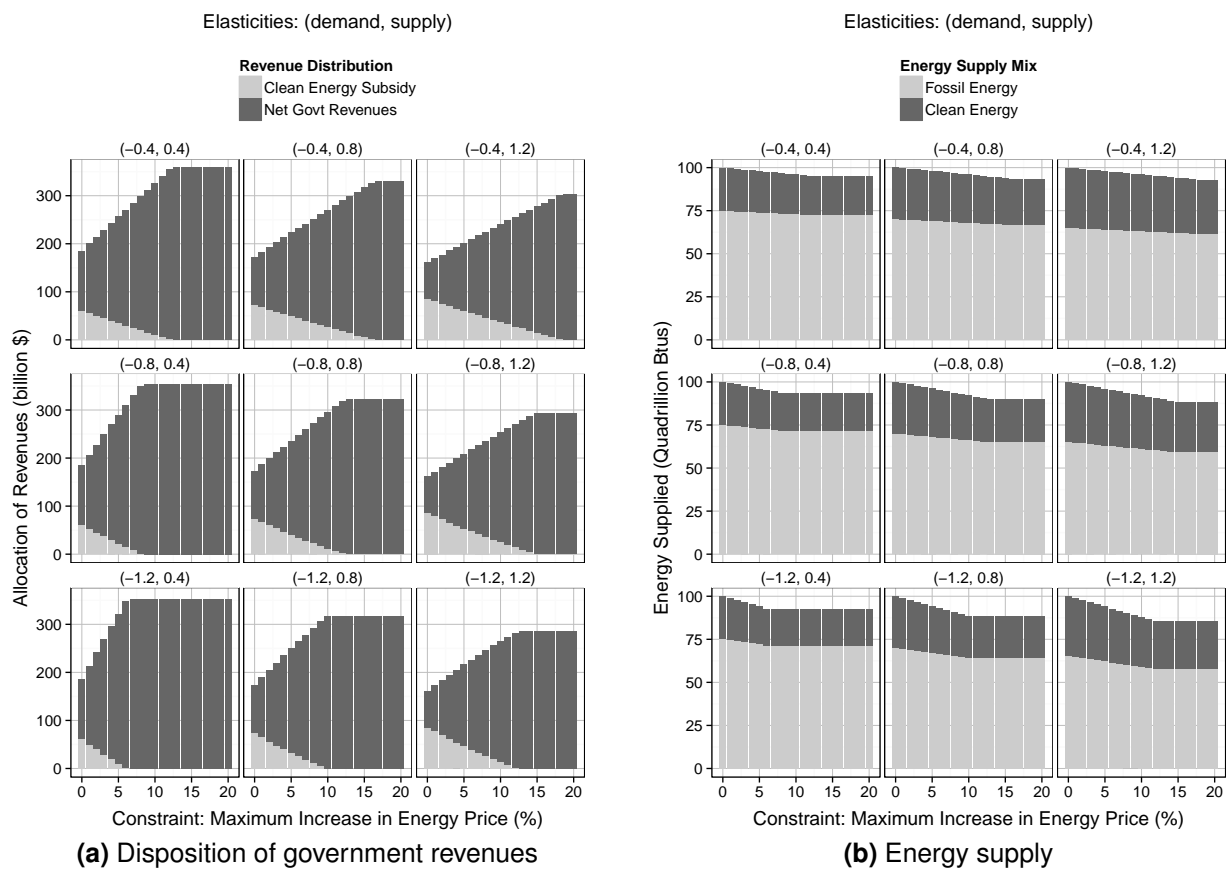 Elasticities: (demand, supply)
Revenue Distribution
Clean Energy Subsidy
Net Govt Revenues
(−0.4, 0.4)
(−0.4, 0.8)
(−0.4, 1.2)
300
200
100
0
(−0.8, 0.4)
(−0.8, 0.8)
(−0.8, 1.2)
300
200
100
0
(−1.2, 0.4)
(−1.2, 0.8)
(−1.2, 1.2)
300
200
100
0
0 5 10 15 20
0 5 10 15 20
0 5 10 15 20
Allocation of Revenues (billion $)
Constraint: Maximum Increase in Energy Price (%)
(a) Disposition of government revenues
Elasticities: (demand, supply)
Energy Supply Mix
Fossil Energy
Clean Energy
(−0.4, 0.4)
(−0.4, 0.8)
(−0.4, 1.2)
100
75
50
25
0
(−0.8, 0.4)
(−0.8, 0.8)
(−0.8, 1.2)
100
75
50
25
0
(−1.2, 0.4)
(−1.2, 0.8)
(−1.2, 1.2)
100
75
50
25
0
0 5 10 15 20
0 5 10 15 20
0 5 10 15 20
Energy Supplied (Quadrillion Btus)
Constraint: Maximum Increase in Energy Price (%)
(b) Energy supply